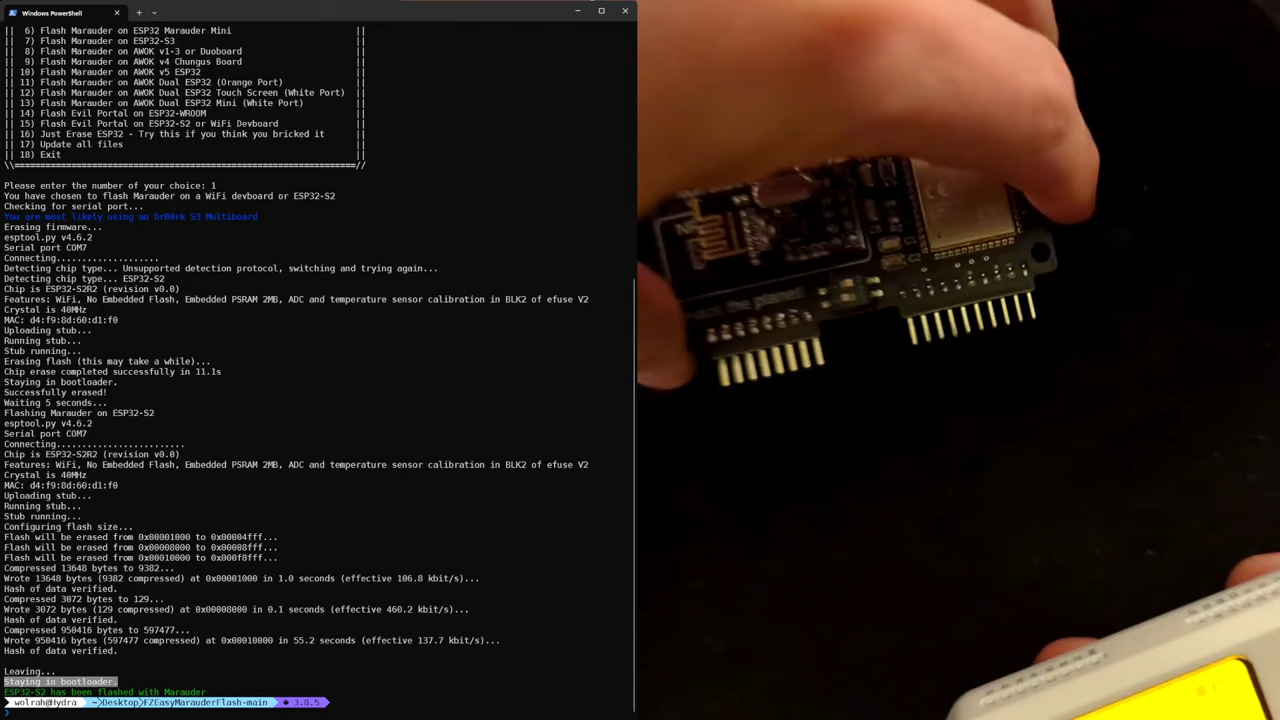 Windows PowerShell
|| 6) Flash Marauder on ESP32 Marauder Mini ||
|| 7) Flash Marauder on ESP32-S3 ||
|| 8) Flash Marauder on AWOK v1-3 or Duoboard ||
|| 9) Flash Marauder on AWOK v4 Chungus Board ||
|| 10) Flash Marauder on AWOK v5 ESP32 ||
|| 11) Flash Marauder on AWOK Dual ESP32 (Orange Port) ||
|| 12) Flash Marauder on AWOK Dual ESP32 Touch Screen (White Port) ||
|| 13) Flash Marauder on AWOK Dual ESP32 Mini (White Port) ||
|| 14) Flash Evil Portal on ESP32-WROOM ||
|| 15) Flash Evil Portal on ESP32-S2 or WiFi Devboard ||
|| 16) Just Erase ESP32 - Try this if you think you bricked it ||
|| 17) Update all files ||
|| 18) Exit ||
\\==========================================================//
Please enter the number of your choice: 1
You have chosen to flash Marauder on a WiFi devboard or ESP32-S2
Checking for serial port...
You are most likely using an DrB0rk S3 Multiboard
Erasing firmware...
esptool.py v4.6.2
Serial port COM7
Connecting...................
Detecting chip type... Unsupported detection protocol, switching and trying again...
Detecting chip type... ESP32-S2
Chip is ESP32-S2R2 (revision v0.0)
Features: WiFi, No Embedded Flash, Embedded PSRAM 2MB, ADC and temperature sensor calibration in BLK2 of efuse V2
Crystal is 40MHz
MAC: d4:f9:8d:60:d1:f0
Uploading stub...
Running stub...
Stub running...
Erasing flash (this may take a while)...
Chip erase completed successfully in 11.1s
Staying in bootloader.
Successfully erased!
Waiting 5 seconds...
Flashing Marauder on ESP32-S2
esptool.py v4.6.2
Serial port COM7
Connecting........................
Chip is ESP32-S2R2 (revision v0.0)
Features: WiFi, No Embedded Flash, Embedded PSRAM 2MB, ADC and temperature sensor calibration in BLK2 of efuse V2
Crystal is 40MHz
MAC: d4:f9:8d:60:d1:f0
Uploading stub...
Running stub...
Stub running...
Configuring flash size...
Flash will be erased from 0x00001000 to 0x00004fff...
Flash will be erased from 0x00008000 to 0x00008fff...
Flash will be erased from 0x00010000 to 0x000f8fff...
Compressed 13648 bytes to 9382...
Wrote 13648 bytes (9382 compressed) at 0x00001000 in 1.0 seconds (effective 106.8 kbit/s)...
Hash of data verified.
Compressed 3072 bytes to 129...
Wrote 3072 bytes (129 compressed) at 0x00008000 in 0.1 seconds (effective 460.2 kbit/s)...
Hash of data verified.
Compressed 950416 bytes to 597477...
Wrote 950416 bytes (597477 compressed) at 0x00010000 in 55.2 seconds (effective 137.7 kbit/s)...
Hash of data verified.
Leaving...
Staying in bootloader.
ESP32-S2 has been flashed with Marauder
wolrah@Hydra ~ Desktop FZEasyMarauderFlash-main 3.8.5